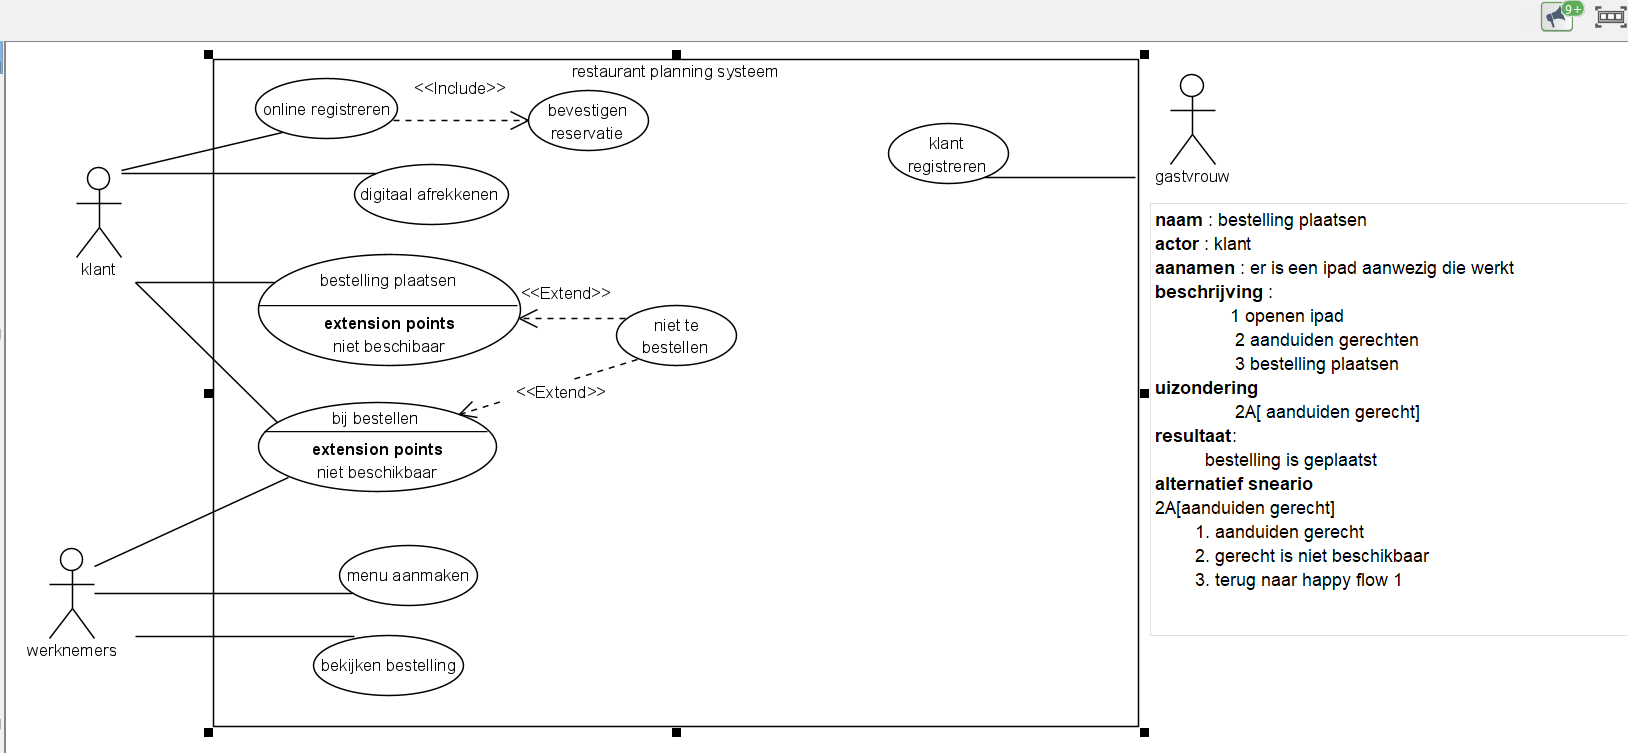 9+
restaurant planning systeem
<<Include>>
online registreren
bevestigen
reservatie
klant
registreren
gastvrouw
digitaal afrekkenen
klant
bestelling plaatsen
extension points
niet beschibaar
<<Extend>>
niet te
bestellen
<<Extend>>
bij bestellen
extension points
niet beschikbaar
menu aanmaken
werknemers
bekijken bestelling
naam : bestelling plaatsen
actor : klant
aanamen : er is een ipad aanwezig die werkt
beschrijving :
1 openen ipad
2 aanduiden gerechten
3 bestelling plaatsen
uizondering
2A[ aanduiden gerecht]
resultaat:
bestelling is geplaatst
alternatief sneario
2A[aanduiden gerecht]
1. aanduiden gerecht
2. gerecht is niet beschikbaar
3. terug naar happy flow 1